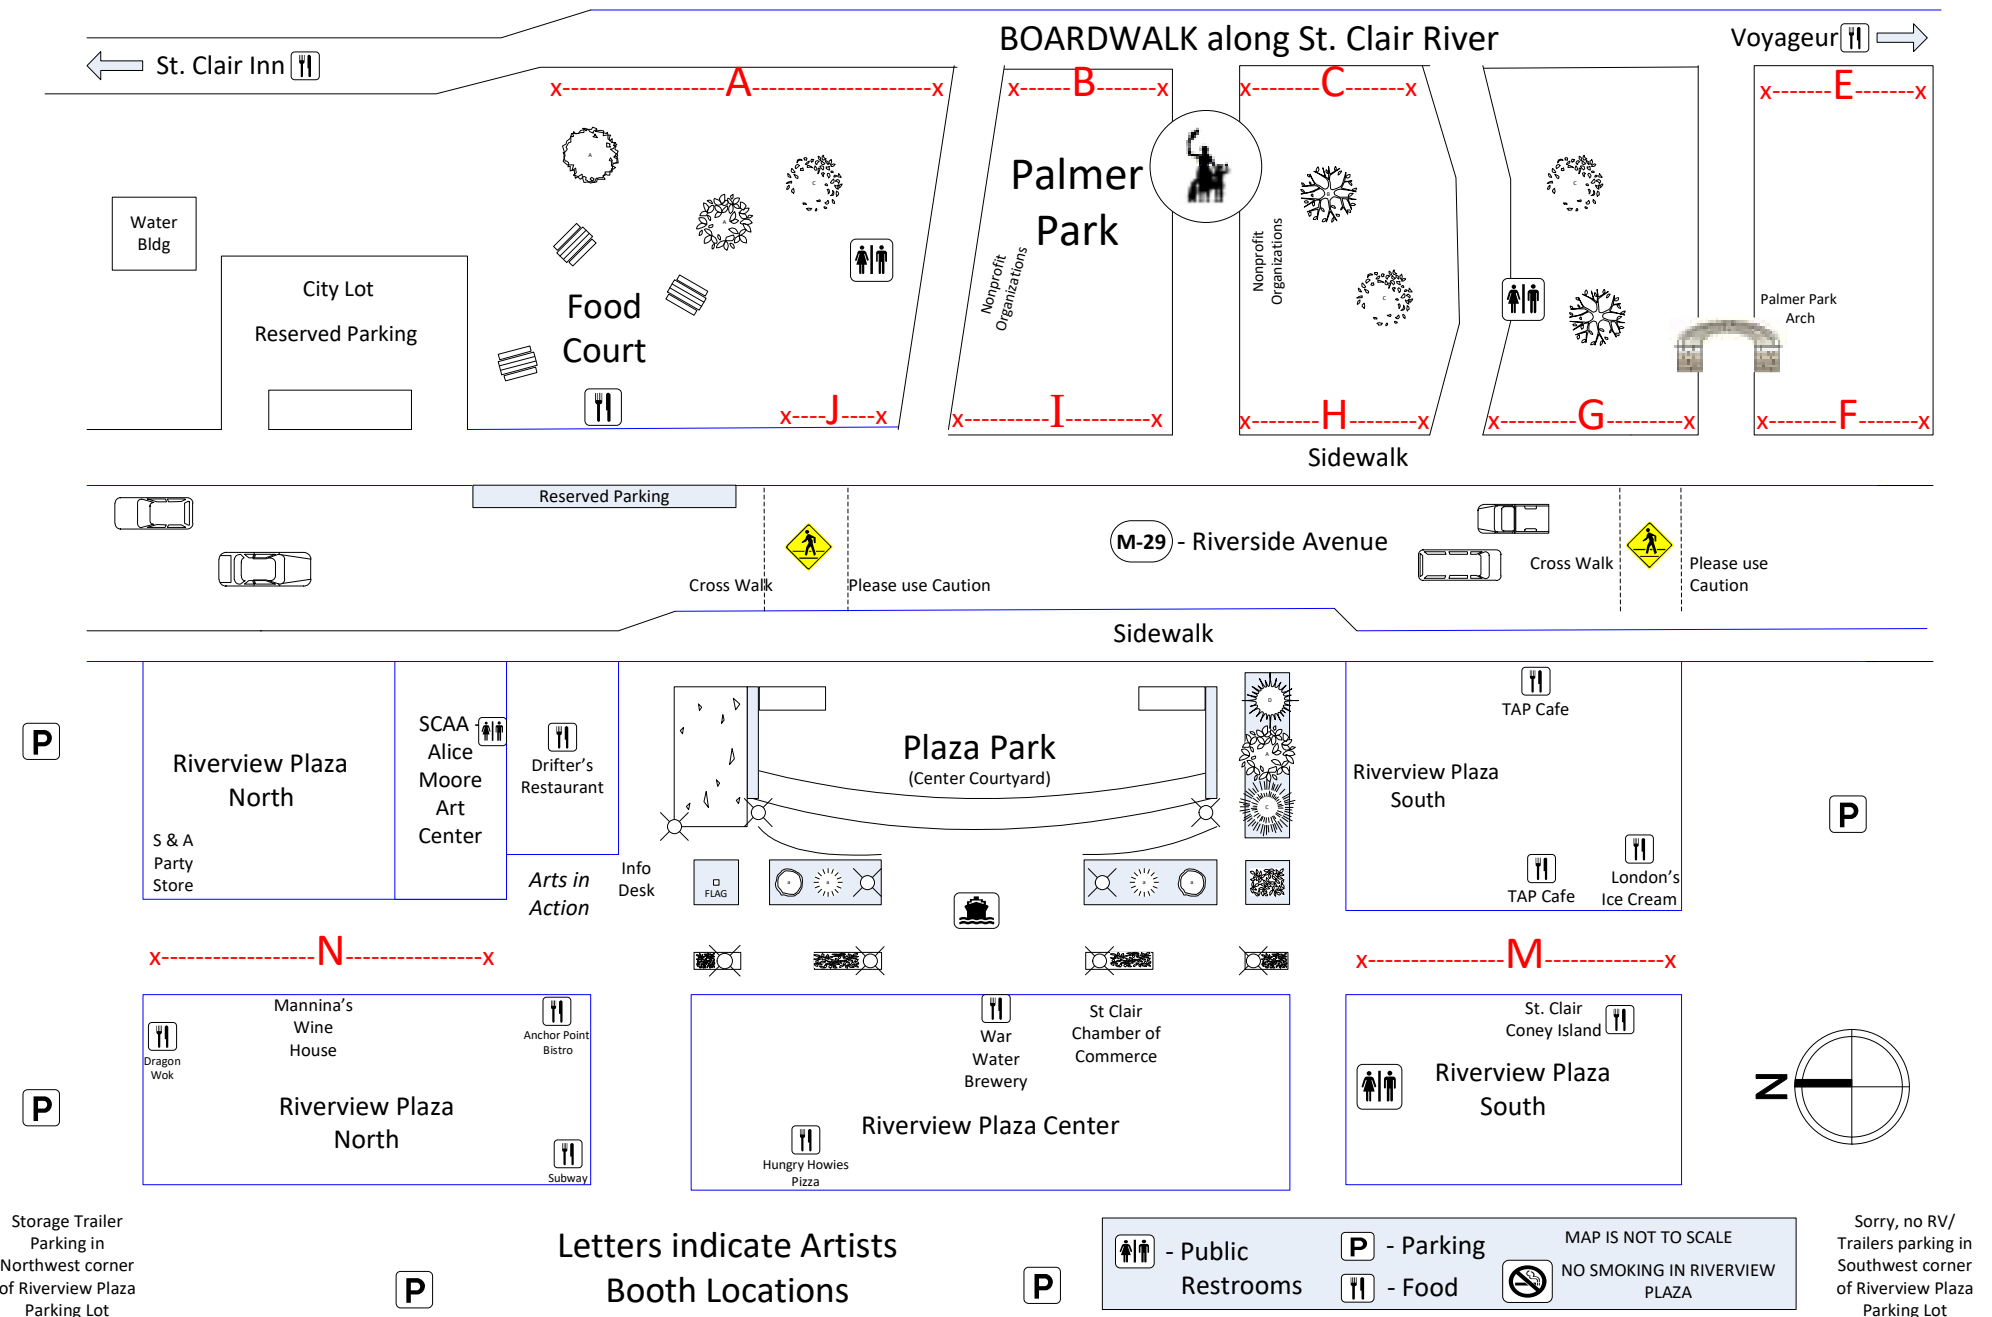 BOARDWALK along St. Clair River
Voyageur
St. Clair Inn
x-------------------A-------------------x
x-------B-------x
x-------C-------x
x-------E-------x
Palmer
Park
Water
Bldg
City Lot
Reserved Parking
Food
Court
Nonprofit
Organizations
Nonprofit
Organizations
Palmer Park
Arch
x----J----x
x---------I---------x
x-------H-------x
x--------G--------x
x-------F-------x
Sidewalk
Reserved Parking
M-29 - Riverside Avenue
Cross Walk
Please use Caution
Cross Walk
Please use
Caution
Sidewalk
P
Riverview Plaza
North
S & A
Party
Store
SCAA -
Alice
Moore
Art
Center
Drifter's
Restaurant
Arts in
Action
Info
Desk
FLAG
Plaza Park
(Center Courtyard)
TAP Cafe
Riverview Plaza
South
TAP Cafe
London's
Ice Cream
P
x-----------------N----------------x
x---------------M--------------x
Mannina's
Wine
House
Dragon
Wok
Anchor Point
Bistro
Riverview Plaza
North
Subway
P
War
Water
Brewery
St Clair
Chamber of
Commerce
Riverview Plaza Center
Hungry Howies
Pizza
St. Clair
Coney Island
Riverview Plaza
South
N
Storage Trailer
Parking in
Northwest corner
of Riverview Plaza
Parking Lot
P
Letters indicate Artists
Booth Locations
P
- Public
Restrooms
P - Parking
- Food
MAP IS NOT TO SCALE
NO SMOKING IN RIVERVIEW
PLAZA
Sorry, no RV/
Trailers parking in
Southwest corner
of Riverview Plaza
Parking Lot